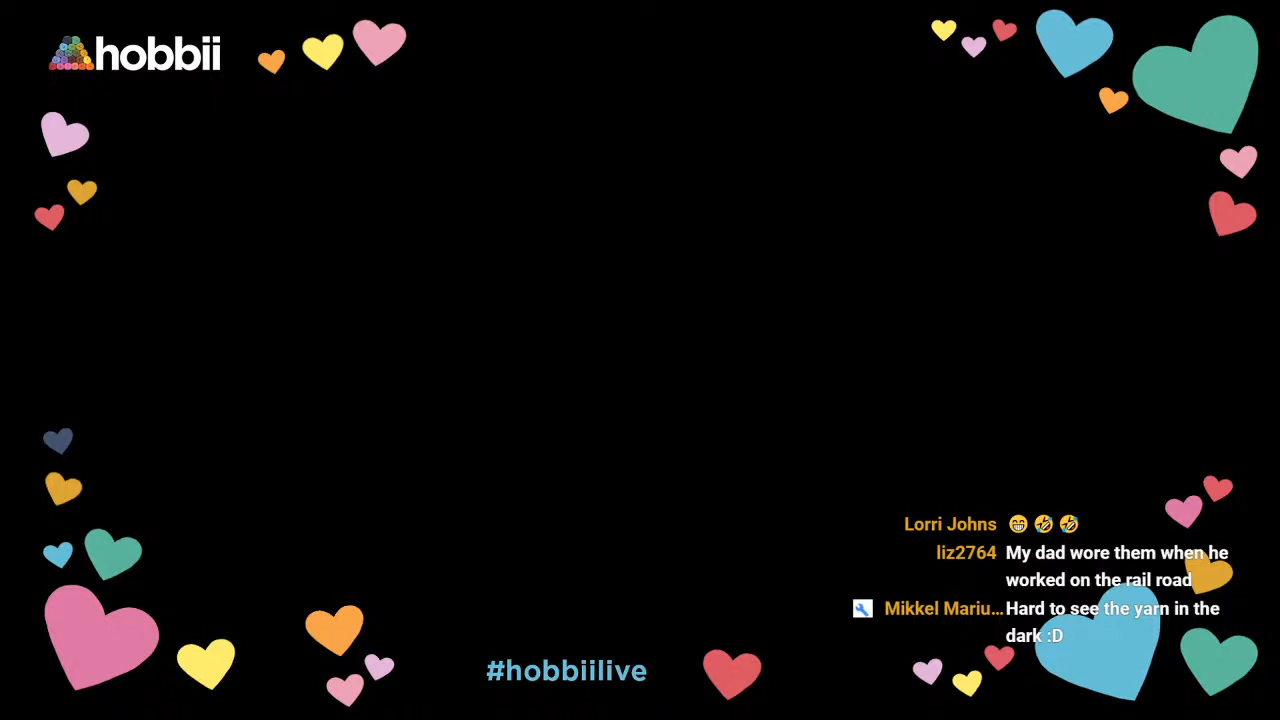 hobbii
Lorri Johns 😁 🤣 🤣
liz2764 My dad wore them when he
worked on the rail road
Mikkel Mariu... Hard to see the yarn in the
dark :D
#hobbiilive